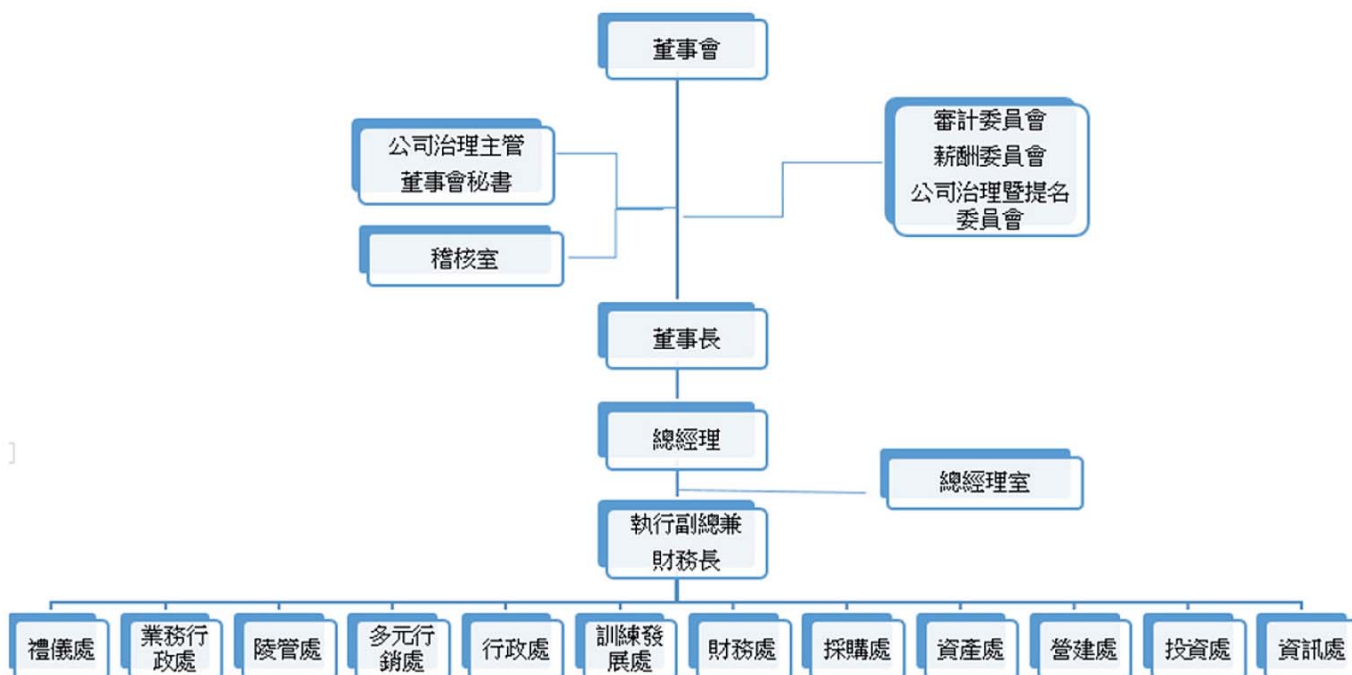 董事會
公司治理主管
董事會秘書
審計委員會
薪酬委員會
公司治理暨提名
委員會
稽核室
董事長
總經理
總經理室
執行副總兼
財務長
禮儀處
業務行
政處
陵管處
多元行
銷處
行政處
訓練發
展處
財務處
採購處
資產處
營建處
投資處
資訊處